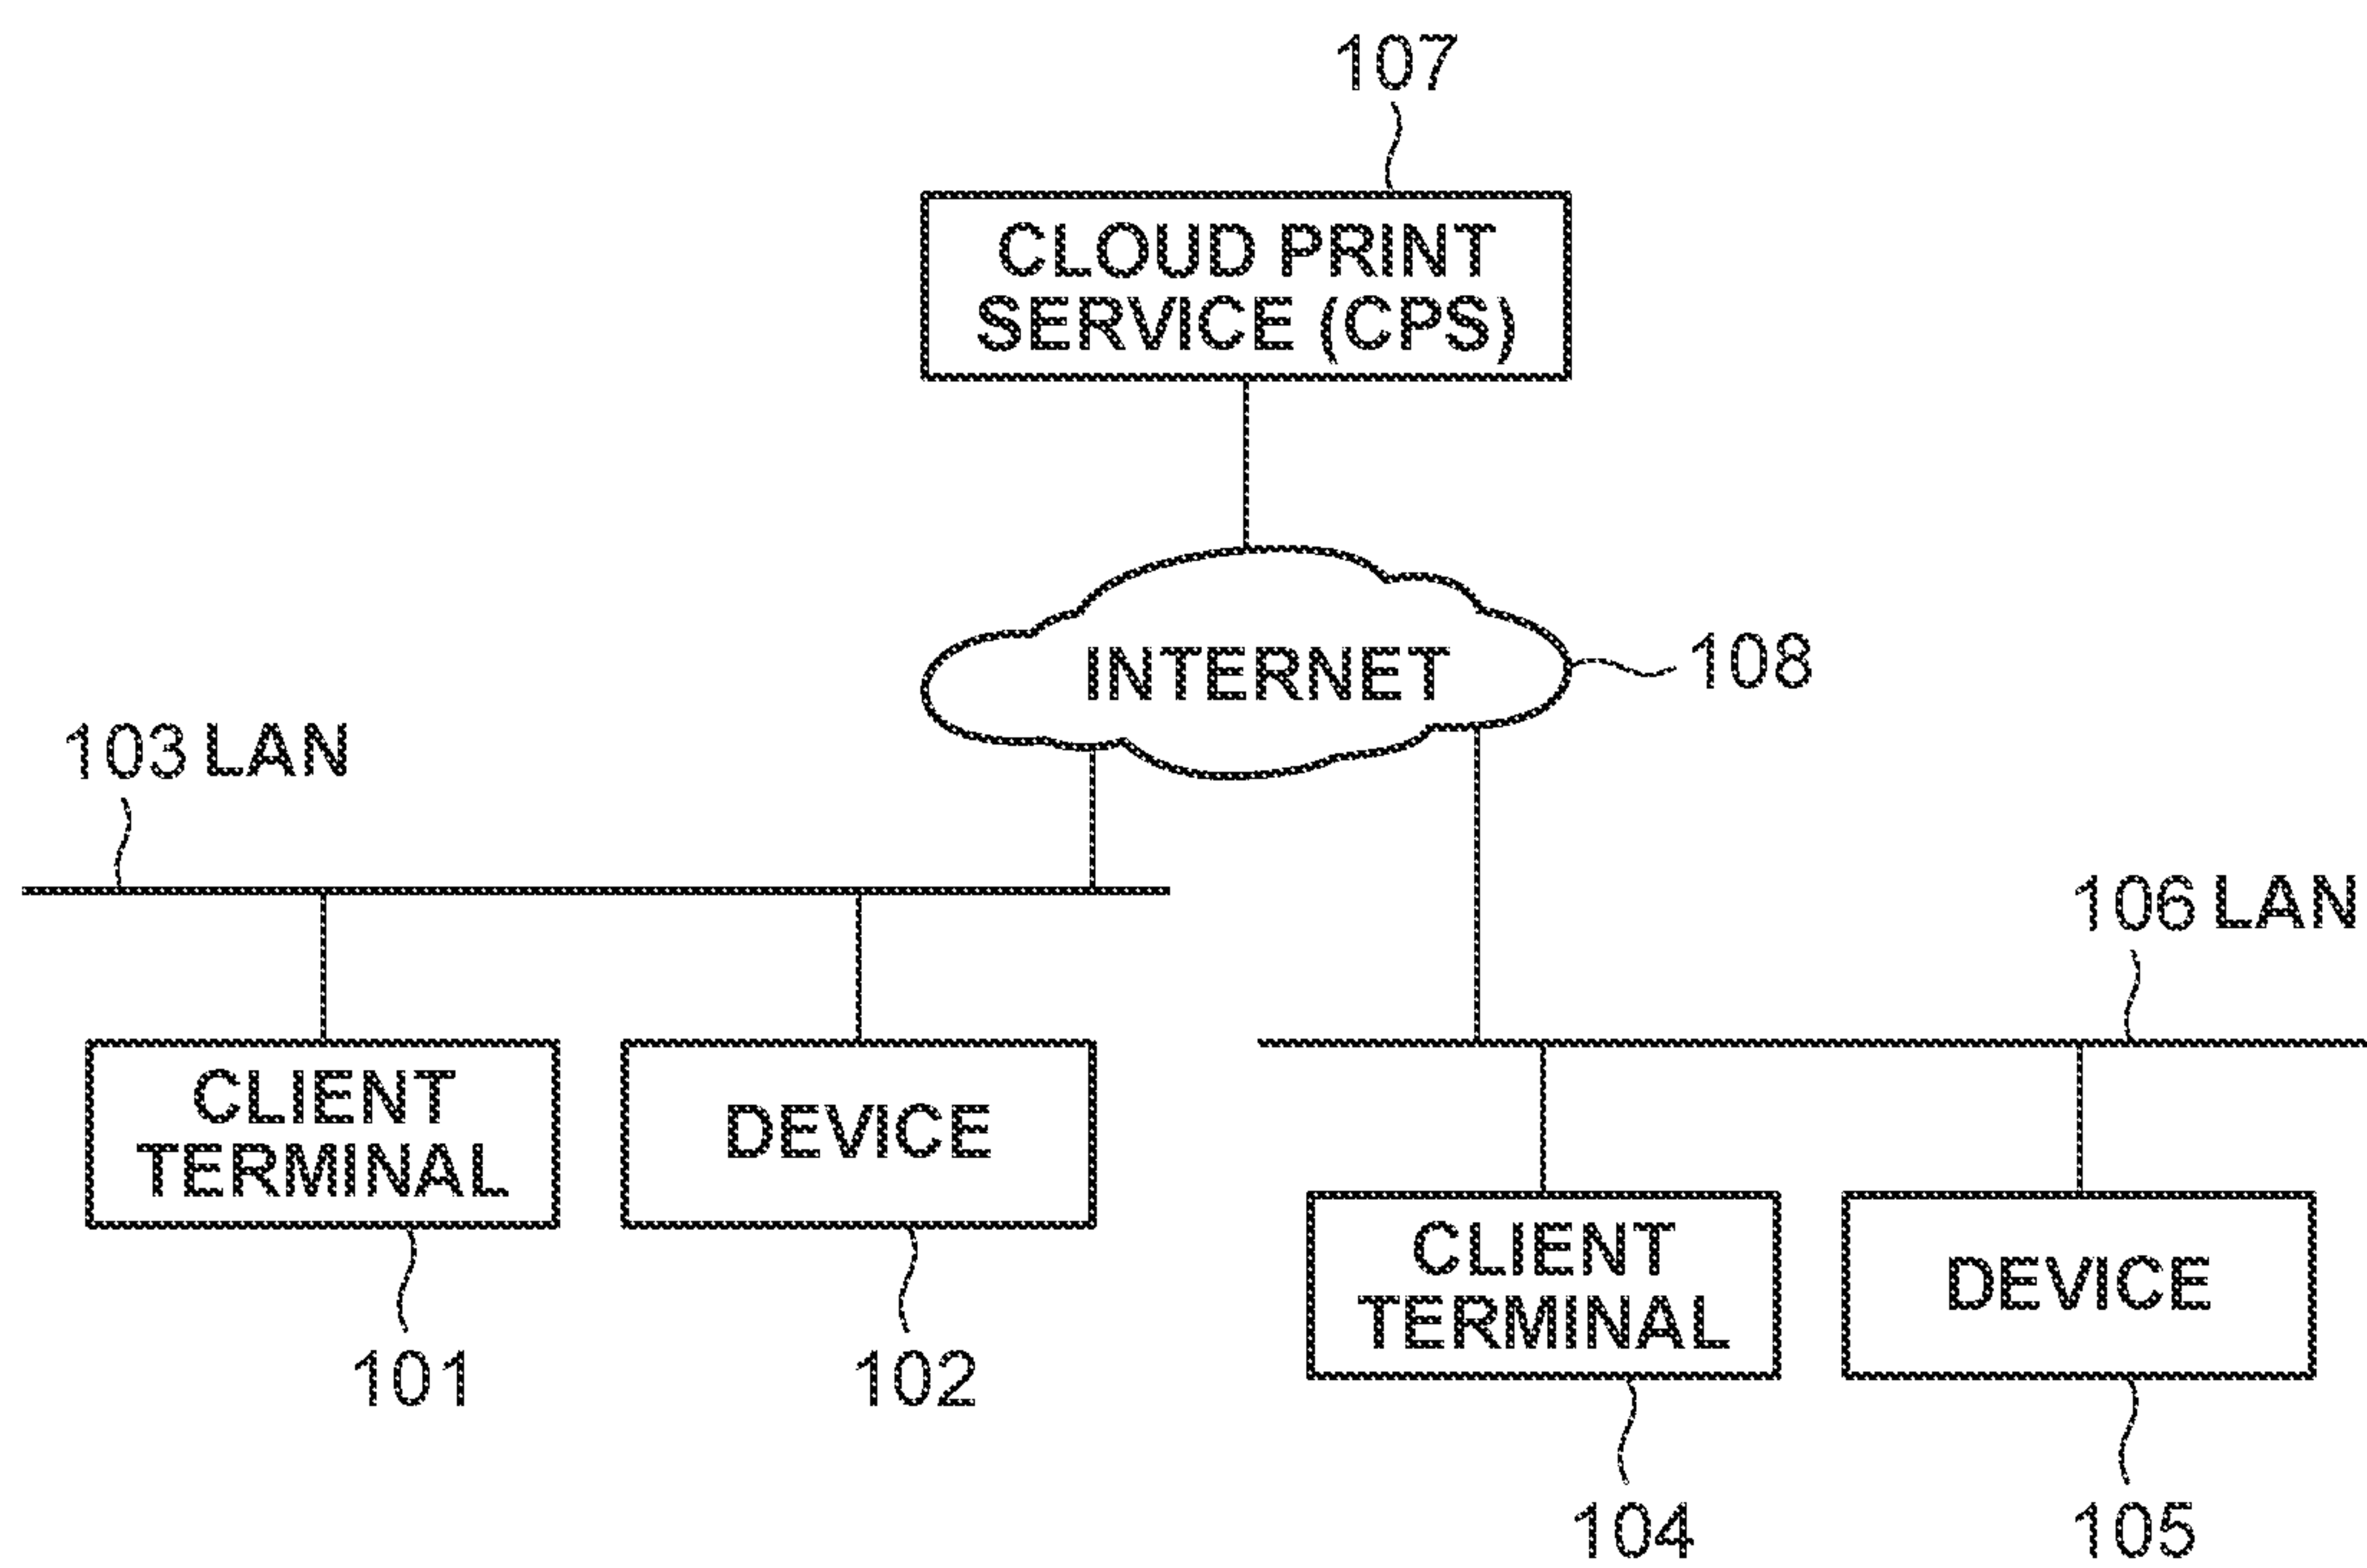 107
CLOUD PRINT
SERVICE (CPS)
INTERNET
108
103 LAN
106 LAN
CLIENT
TERMINAL
DEVICE
101
102
CLIENT
TERMINAL
DEVICE
104
105